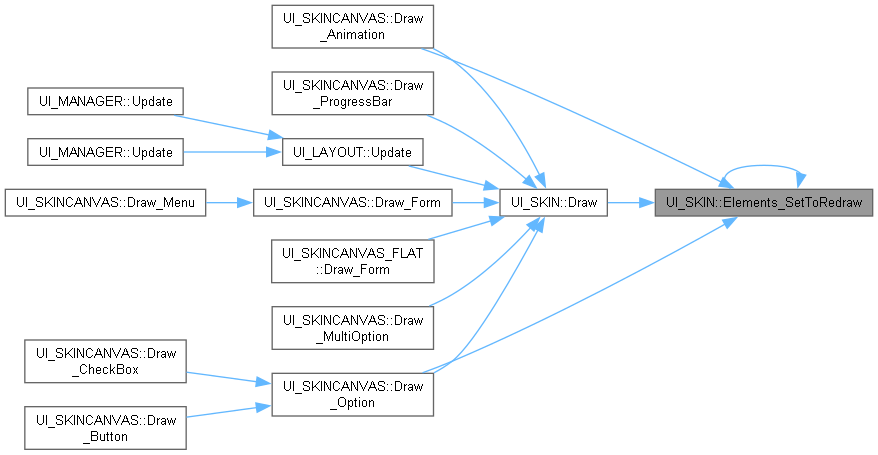 UI_SKINCANVAS::Draw
_Animation
UI_SKINCANVAS::Draw
_ProgressBar
UI_MANAGER::Update
UI_MANAGER::Update
UI_LAYOUT::Update
UI_SKINCANVAS::Draw_Menu
UI_SKINCANVAS::Draw_Form
UI_SKIN::Draw
UI_SKIN::Elements_SetToRedraw
UI_SKINCANVAS_FLAT
::Draw_Form
UI_SKINCANVAS::Draw
_MultiOption
UI_SKINCANVAS::Draw
_CheckBox
UI_SKINCANVAS::Draw
_Option
UI_SKINCANVAS::Draw
_Button